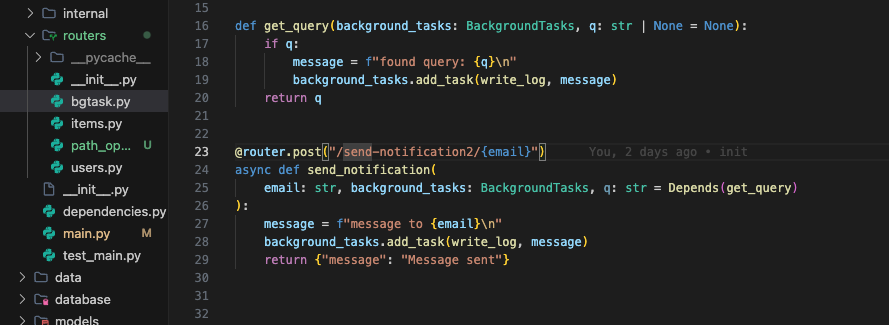 internal
routers
__pycache__
__init__.py
bgtask.py
items.py
path_op... U
users.py
__init__.py
dependencies.py
main.py M
test_main.py
data
database
models
15
16 def get_query(background_tasks: BackgroundTasks, q: str | None = None):
17 if q:
18 message = f"found query: {q}\n"
19 background_tasks.add_task(write_log, message)
20 return q
21
22
23 @router.post("/send-notification2/{email}") You, 2 days ago • init
24 async def send_notification(
25 email: str, background_tasks: BackgroundTasks, q: str = Depends(get_query)
26 ):
27 message = f"message to {email}\n"
28 background_tasks.add_task(write_log, message)
29 return {"message": "Message sent"}
30
31
32